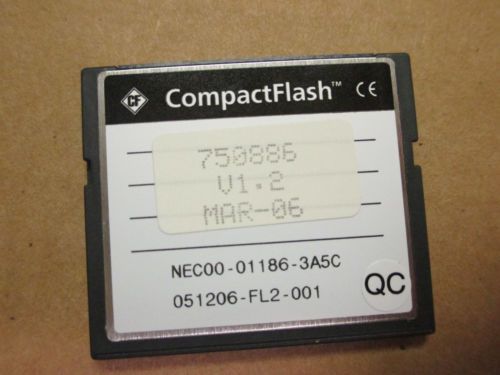 CF CompactFlash™ CE
750886
V1.2
MAR-06
NEC00-01186-3A5C
051206-FL2-001
QC